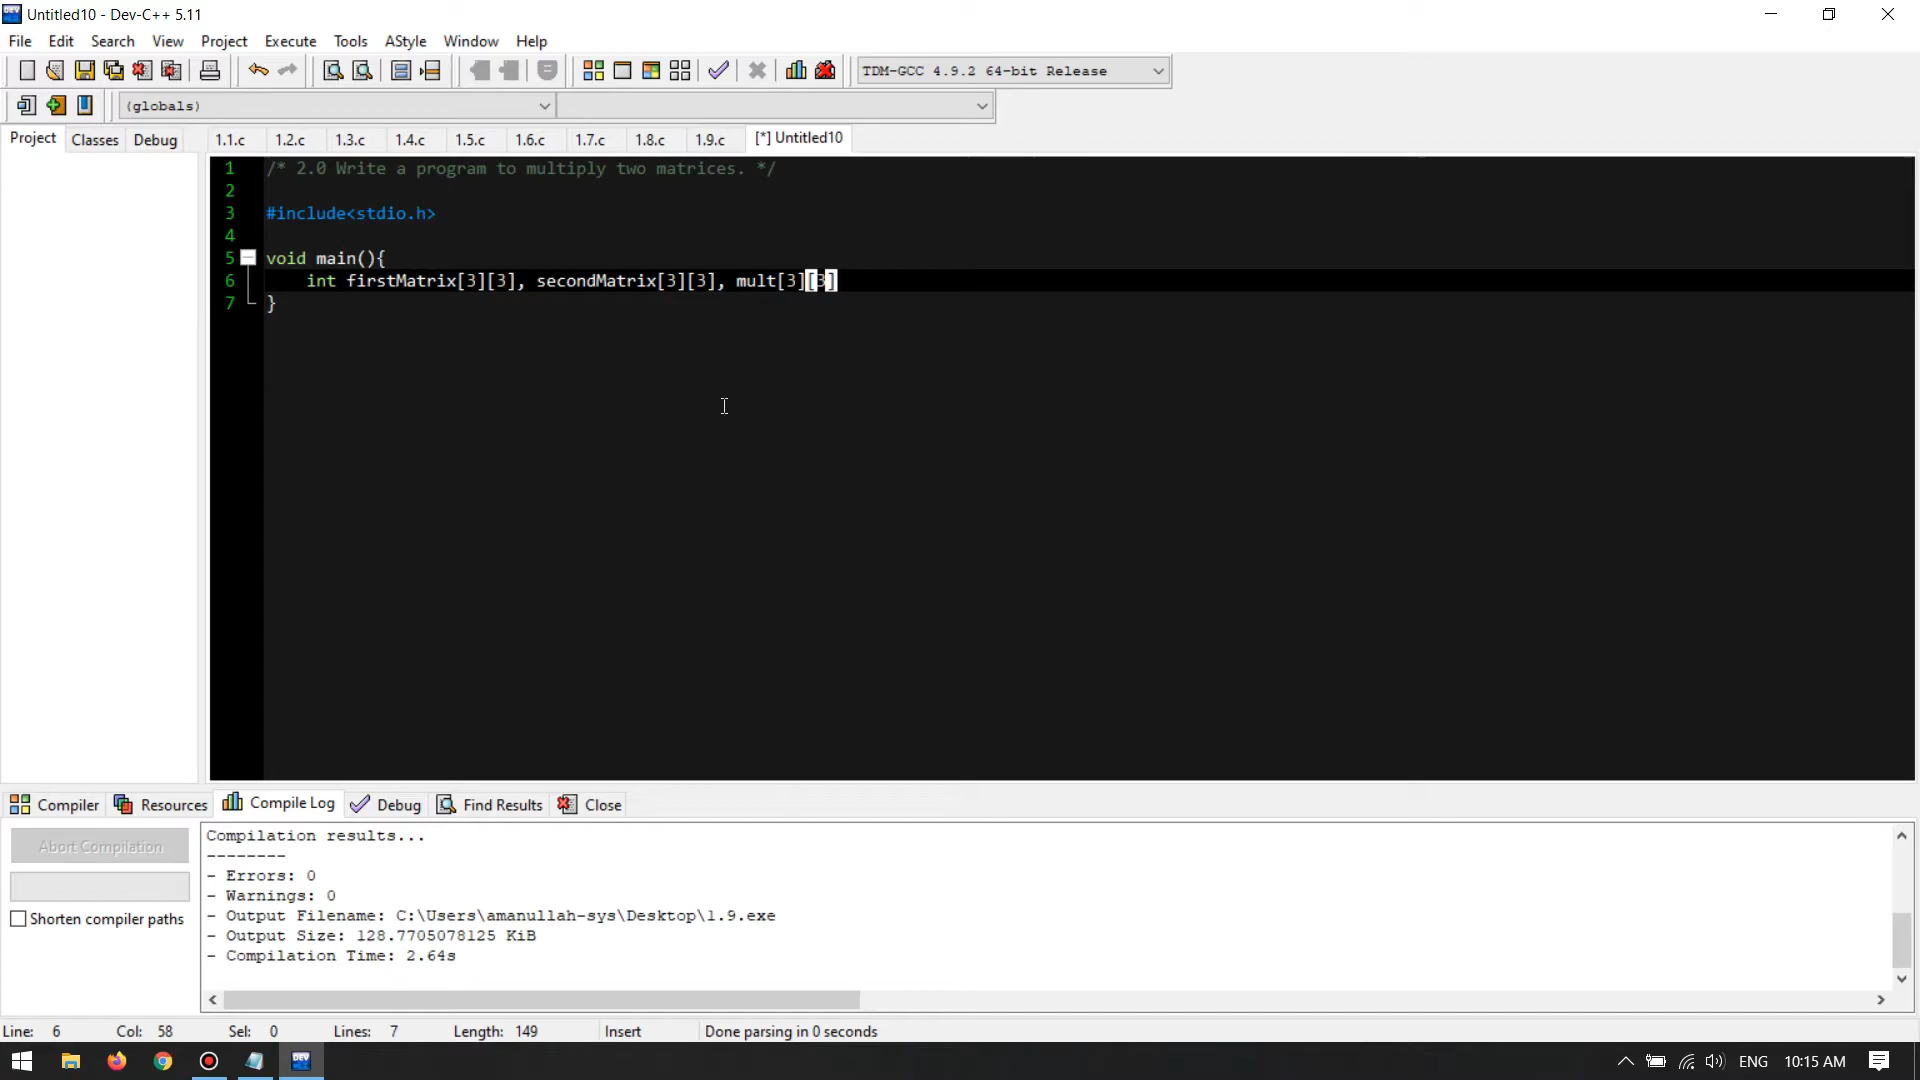 Untitled10 - Dev-C++ 5.11
File Edit Search View Project Execute Tools AStyle Window Help
TDM-GCC 4.9.2 64-bit Release
(globals)
Project Classes Debug 1.1.c 1.2.c 1.3.c 1.4.c 1.5.c 1.6.c 1.7.c 1.8.c 1.9.c [*] Untitled10
1 /* 2.0 Write a program to multiply two matrices. */
2
3 #include<stdio.h>
4
5 void main(){
6 int firstMatrix[3][3], secondMatrix[3][3], mult[3][3]
7 }
Compiler Resources Compile Log Debug Find Results Close
Abort Compilation
Shorten compiler paths
Compilation results...
--------
- Errors: 0
- Warnings: 0
- Output Filename: C:\Users\amanullah-sys\Desktop\1.9.exe
- Output Size: 128.7705078125 KiB
- Compilation Time: 2.64s
Line: 6 Col: 58 Sel: 0 Lines: 7 Length: 149 Insert Done parsing in 0 seconds
DEV ENG 10:15 AM